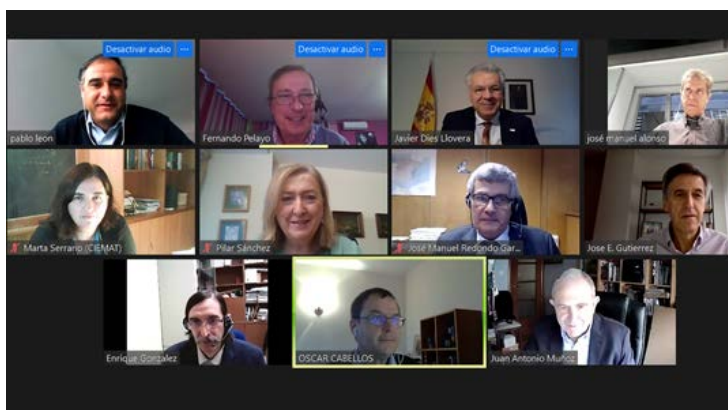 Desactivar audio ...
Desactivar audio ...
Desactivar audio ...
pablo leon
Fernando Pelayo
Javier Dies Llovera
josé manuel alonso
Marta Serrano (CIEMAT)
Pilar Sánchez
José Manuel Redondo Gar...
Jose E. Gutierrez
Enrique Gonzalez
OSCAR CABELLOS
Juan Antonio Muñoz